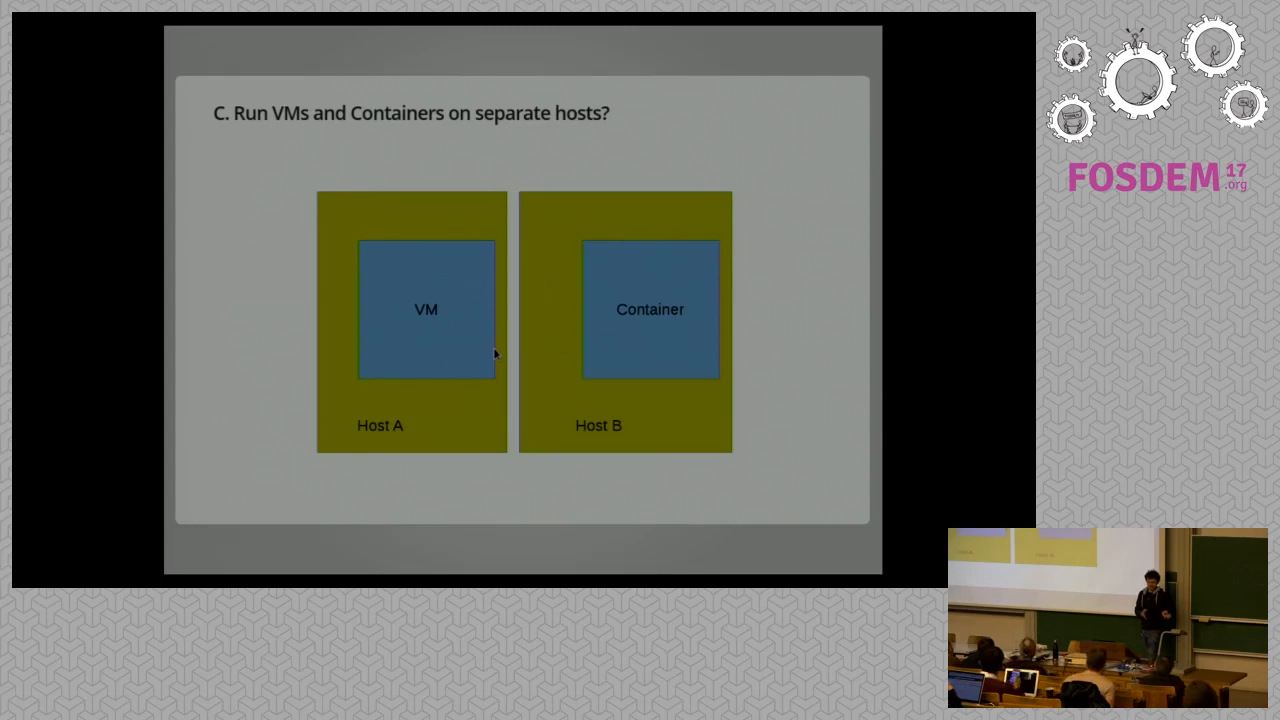 C. Run VMs and Containers on separate hosts?
VM
Container
Host A
Host B
FOSDEM 17
.org